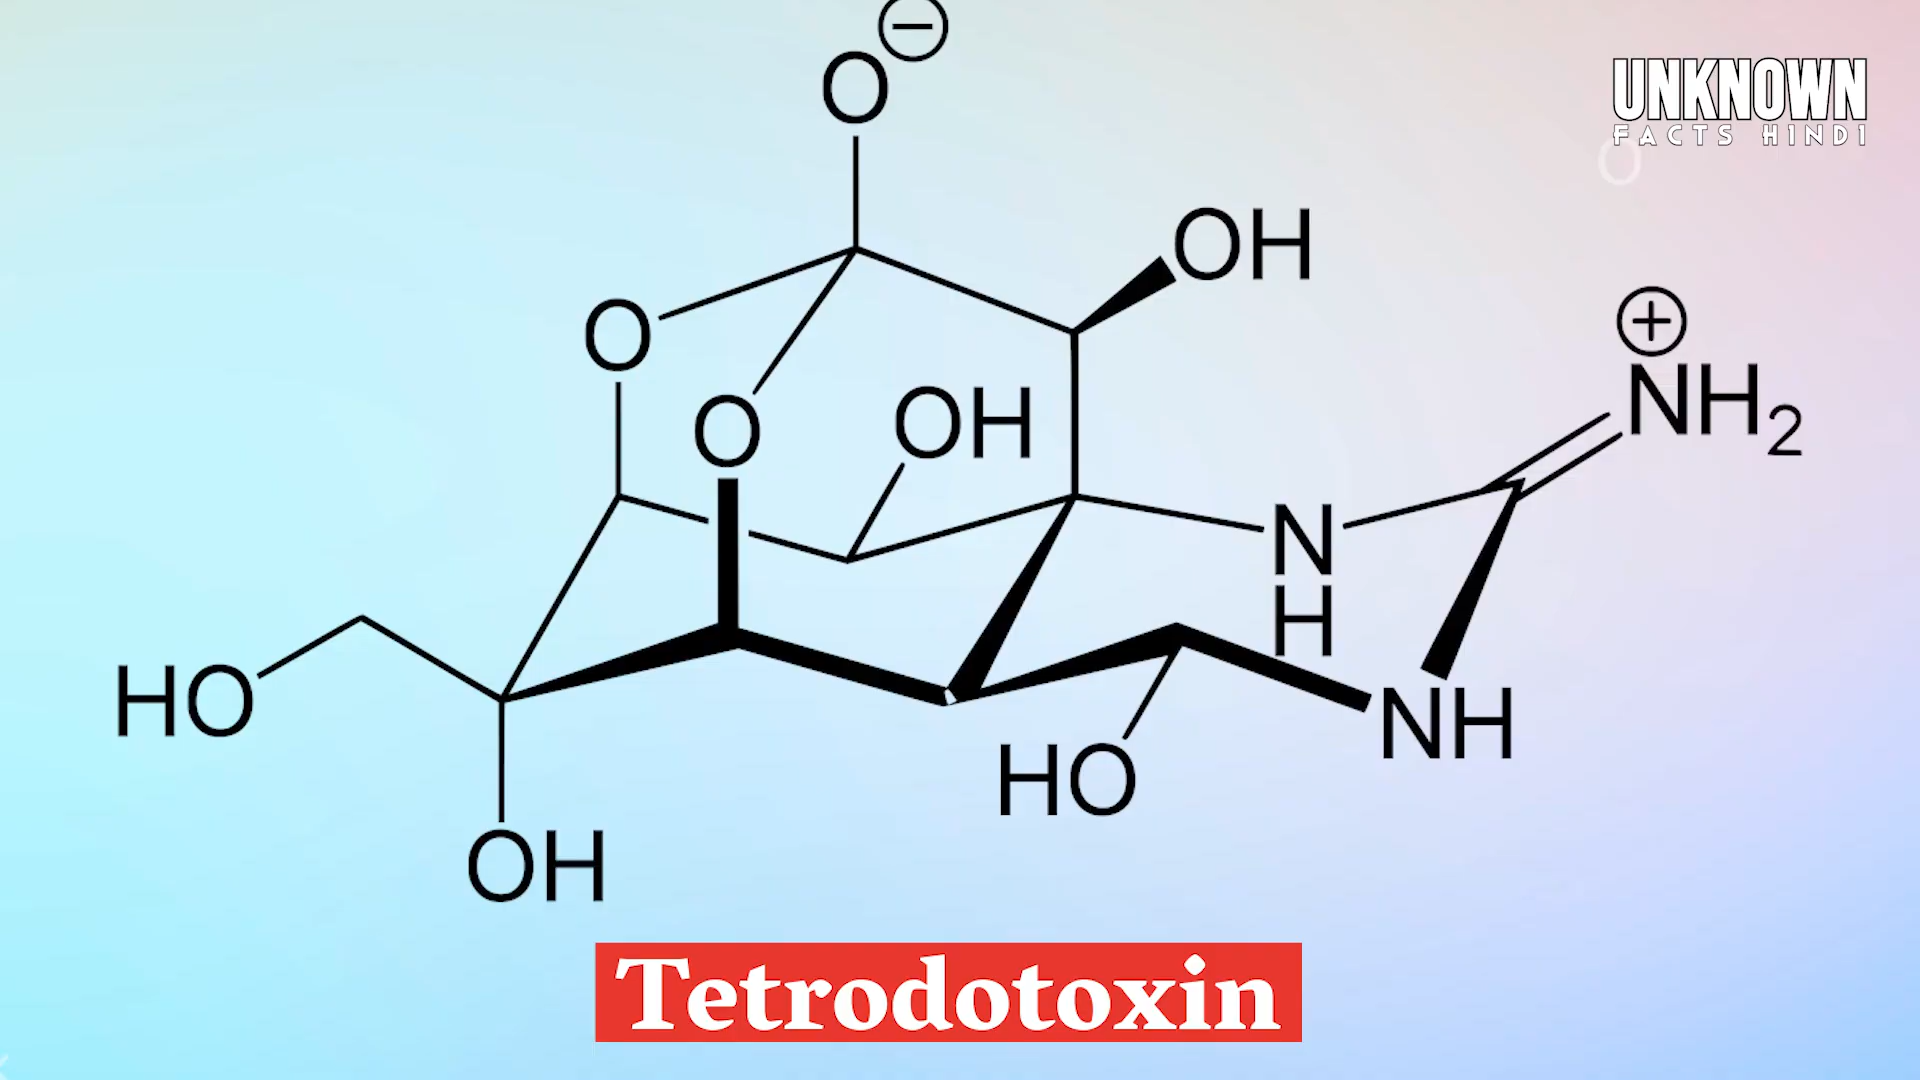 ⊖
O
UNKNOWN
FACTS HINDI
O
OH
⊕
O
NH2
O
OH
N
H
HO
NH
HO
OH
Tetrodotoxin